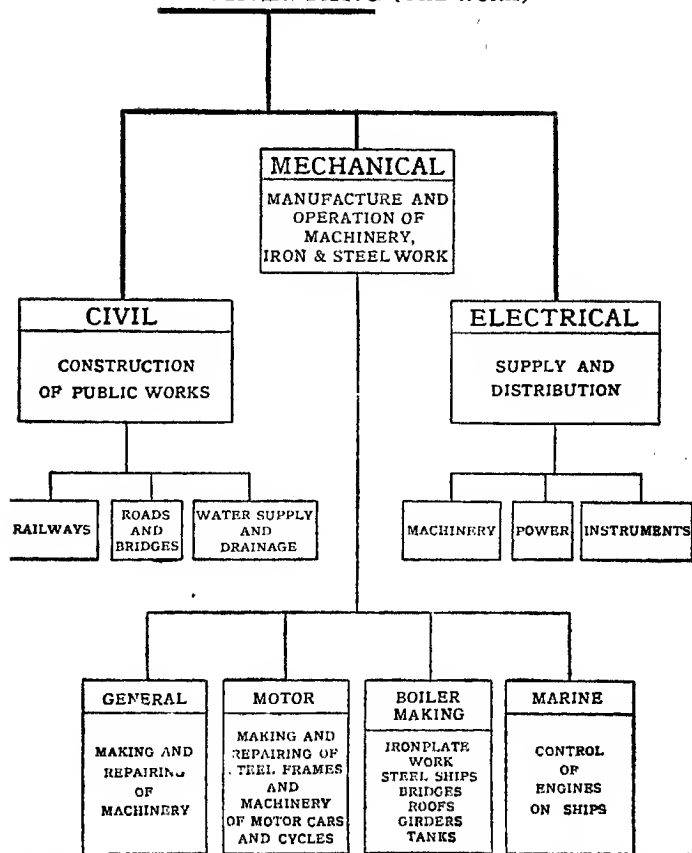 (THE WORK)
MECHANICAL
MANUFACTURE AND
OPERATION OF
MACHINERY,
IRON & STEEL WORK
CIVIL
CONSTRUCTION
OF PUBLIC WORKS
ELECTRICAL
SUPPLY AND
DISTRIBUTION
RAILWAYS
ROADS
AND
BRIDGES
WATER SUPPLY
AND
DRAINAGE
MACHINERY
POWER
INSTRUMENTS
GENERAL
MAKING AND
REPAIRING
OF
MACHINERY
MOTOR
MAKING AND
REPAIRING OF
STEEL FRAMES
AND
MACHINERY
OF MOTOR CARS
AND CYCLES
BOILER
MAKING
IRONPLATE
WORK
STEEL SHIPS
BRIDGES
ROOFS
GIRDERS
TANKS
MARINE
CONTROL
OF
ENGINES
ON SHIPS